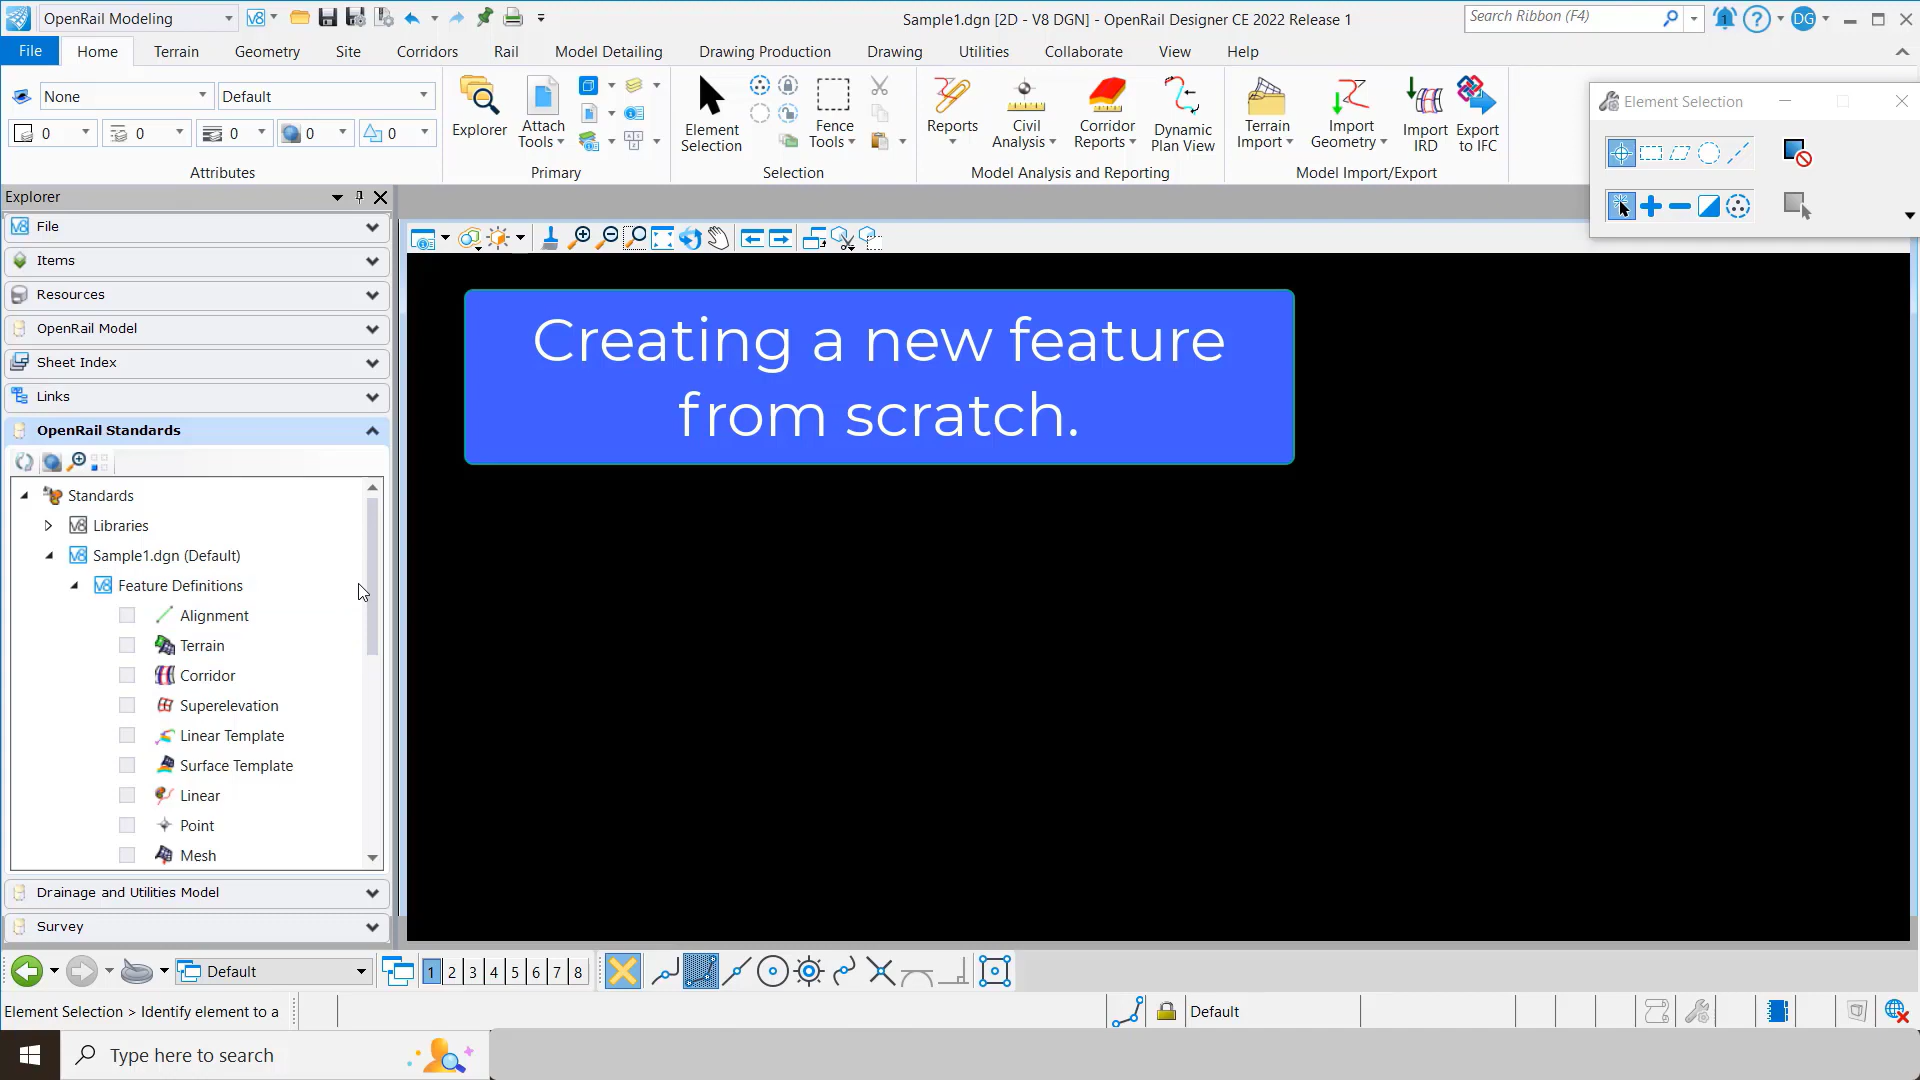 OpenRail Modeling
Sample1.dgn [2D - V8 DGN] - OpenRail Designer CE 2022 Release 1
Search Ribbon (F4)
DG
File
Home
Terrain
Geometry
Site
Corridors
Rail
Model Detailing
Drawing Production
Drawing
Utilities
Collaborate
View
Help
None
Default
0
0
0
0
0
Attributes
Explorer
Attach
Tools
Primary
Element
Selection
Fence
Tools
Selection
Reports
Civil
Analysis
Corridor
Reports
Dynamic
Plan View
Model Analysis and Reporting
Terrain
Import
Import
Geometry
Import
IRD
Export
to IFC
Model Import/Export
Element Selection
Explorer
File
Items
Resources
OpenRail Model
Sheet Index
Links
OpenRail Standards
Standards
Libraries
Sample1.dgn (Default)
Feature Definitions
Alignment
Terrain
Corridor
Superelevation
Linear Template
Surface Template
Linear
Point
Mesh
Drainage and Utilities Model
Survey
Creating a new feature
from scratch.
Default
1 2 3 4 5 6 7 8
Element Selection > Identify element to a
Default
Type here to search